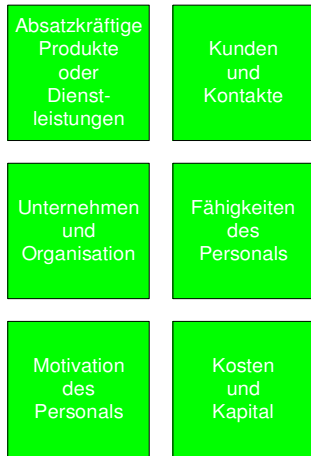 Absatzkräftige
Produkte
oder
Dienst-
leistungen
Kunden
und
Kontakte
Unternehmen
und
Organisation
Fähigkeiten
des
Personals
Motivation
des
Personals
Kosten
und
Kapital